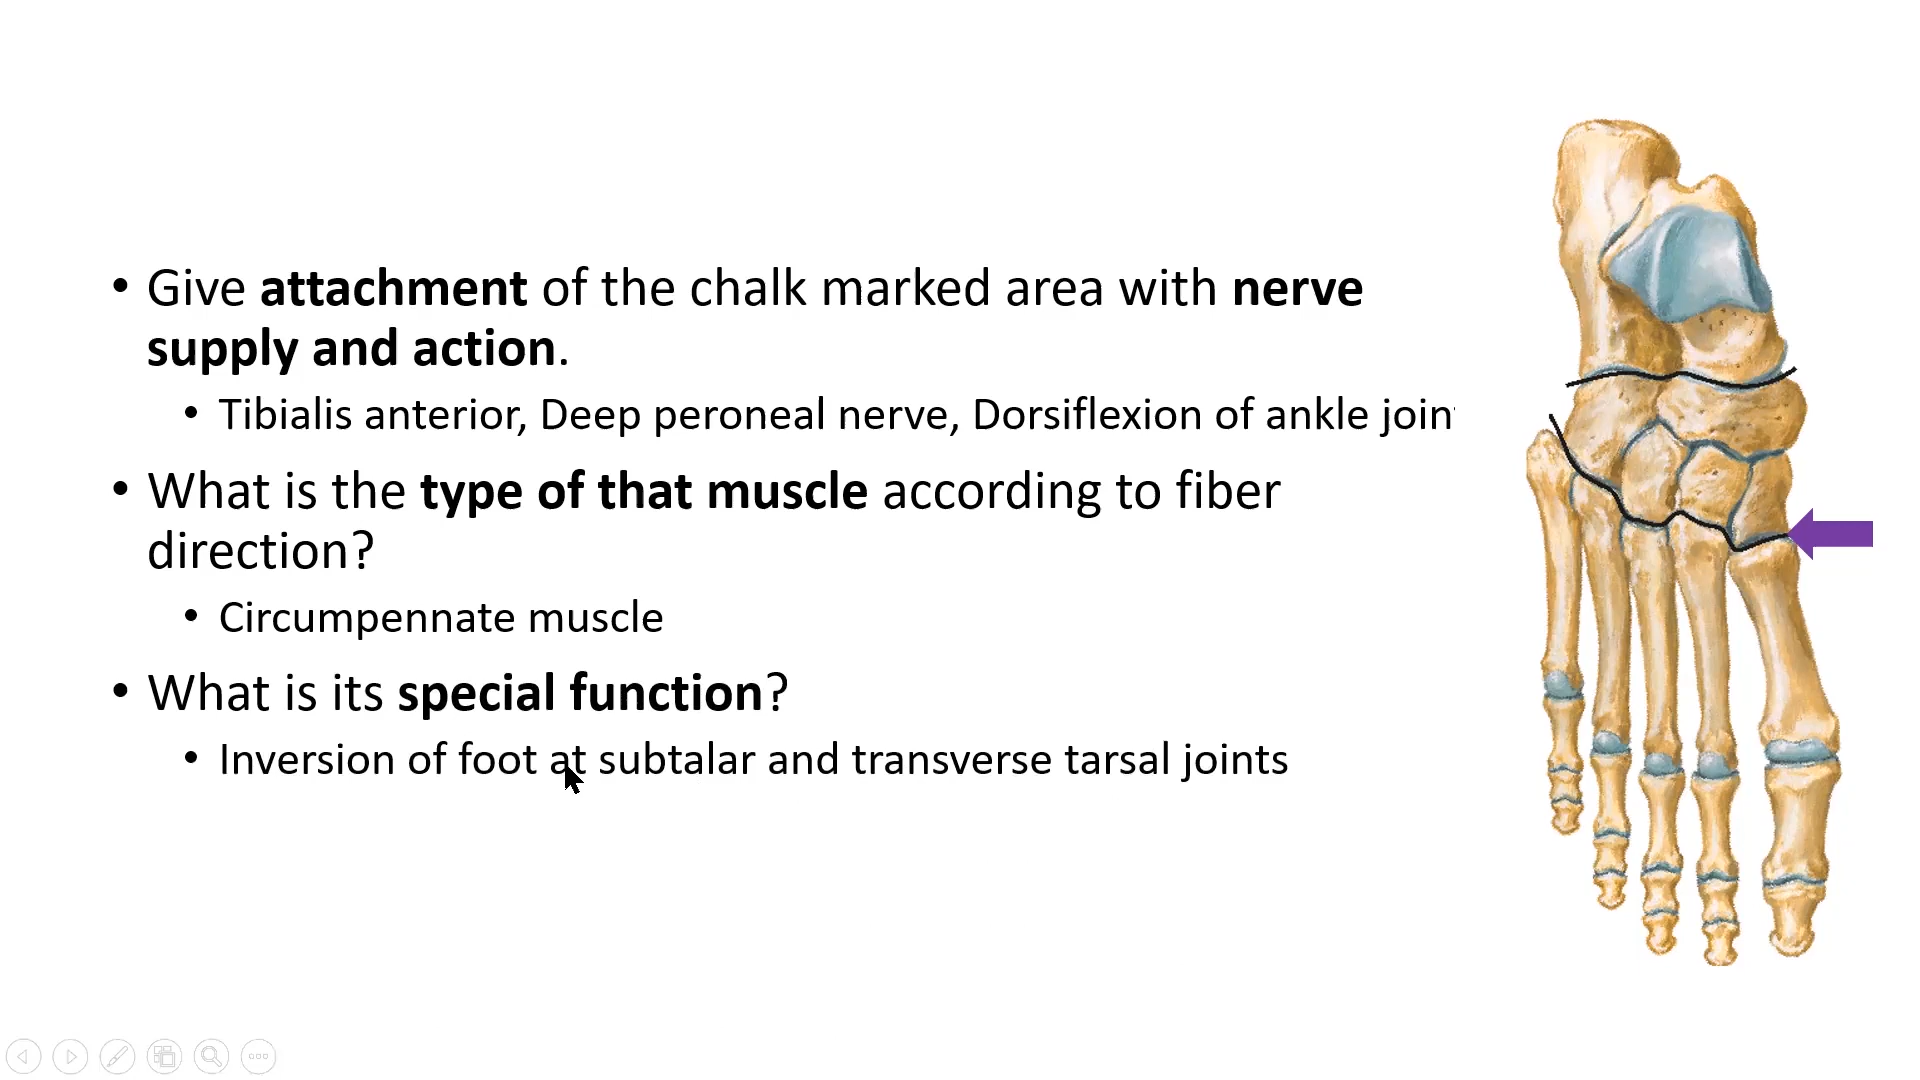 • Give attachment of the chalk marked area with nerve
supply and action.
• Tibialis anterior, Deep peroneal nerve, Dorsiflexion of ankle join
• What is the type of that muscle according to fiber
direction?
• Circumpennate muscle
• What is its special function?
• Inversion of foot at subtalar and transverse tarsal joints